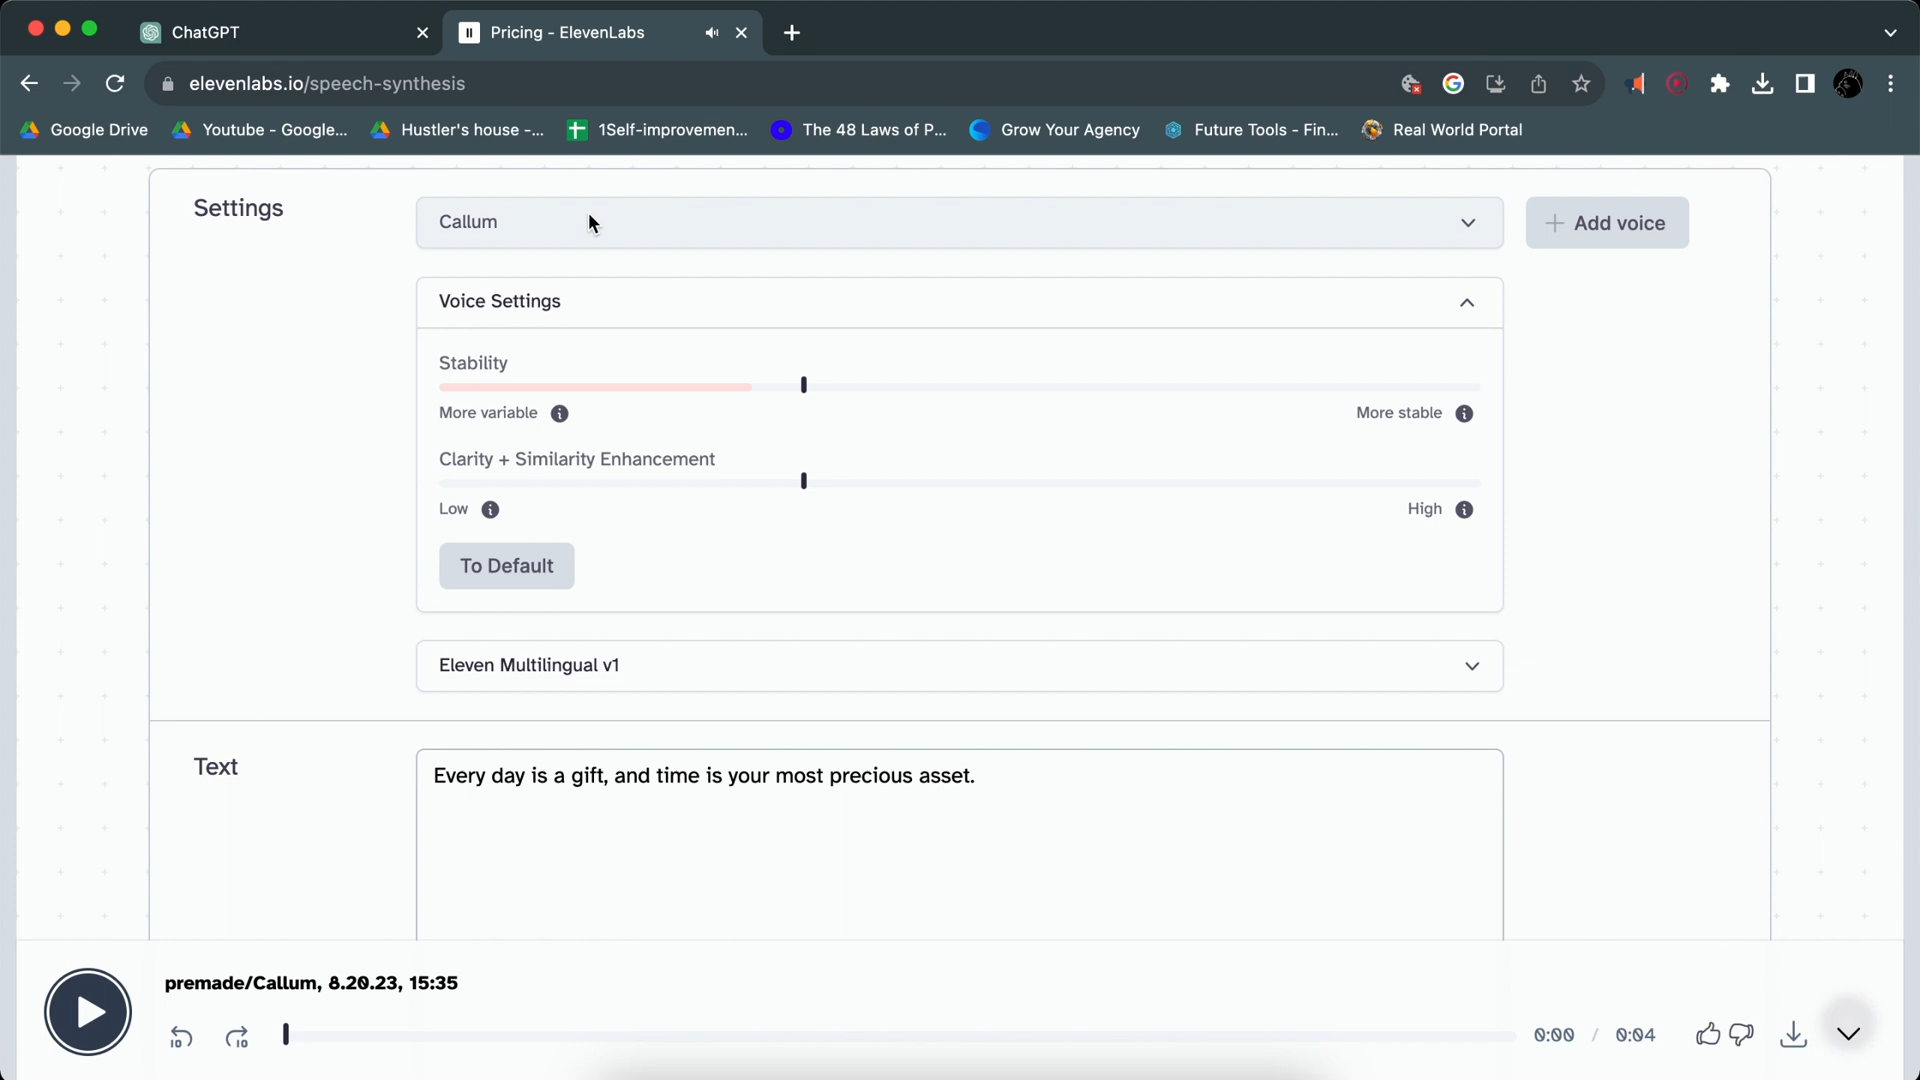 ChatGPT
Pricing - ElevenLabs
elevenlabs.io/speech-synthesis
Google Drive
Youtube - Google...
Hustler's house -...
1Self-improvemen...
The 48 Laws of P...
Grow Your Agency
Future Tools - Fin...
Real World Portal
Settings
Callum
Add voice
Voice Settings
Stability
More variable
More stable
Clarity + Similarity Enhancement
Low
High
To Default
Eleven Multilingual v1
Text
Every day is a gift, and time is your most precious asset.
premade/Callum, 8.20.23, 15:35
10
10
0:00 / 0:04